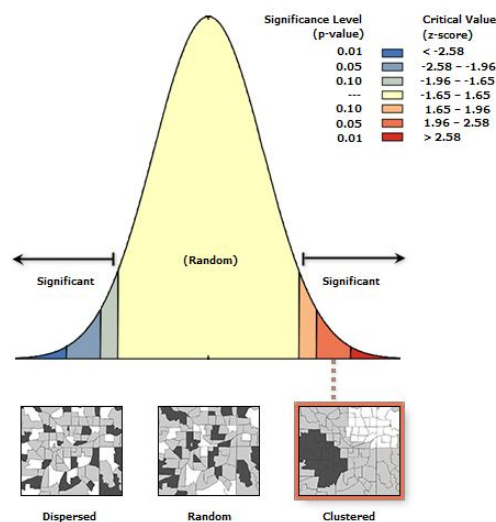 Significance Level
(p-value)
Critical Value
(z-score)
0.01 < -2.58
0.05 -2.58 – -1.96
0.10 -1.96 – -1.65
--- -1.65 – 1.65
0.10 1.65 – 1.96
0.05 1.96 – 2.58
0.01 > 2.58
(Random)
Significant
Significant
Dispersed
Random
Clustered